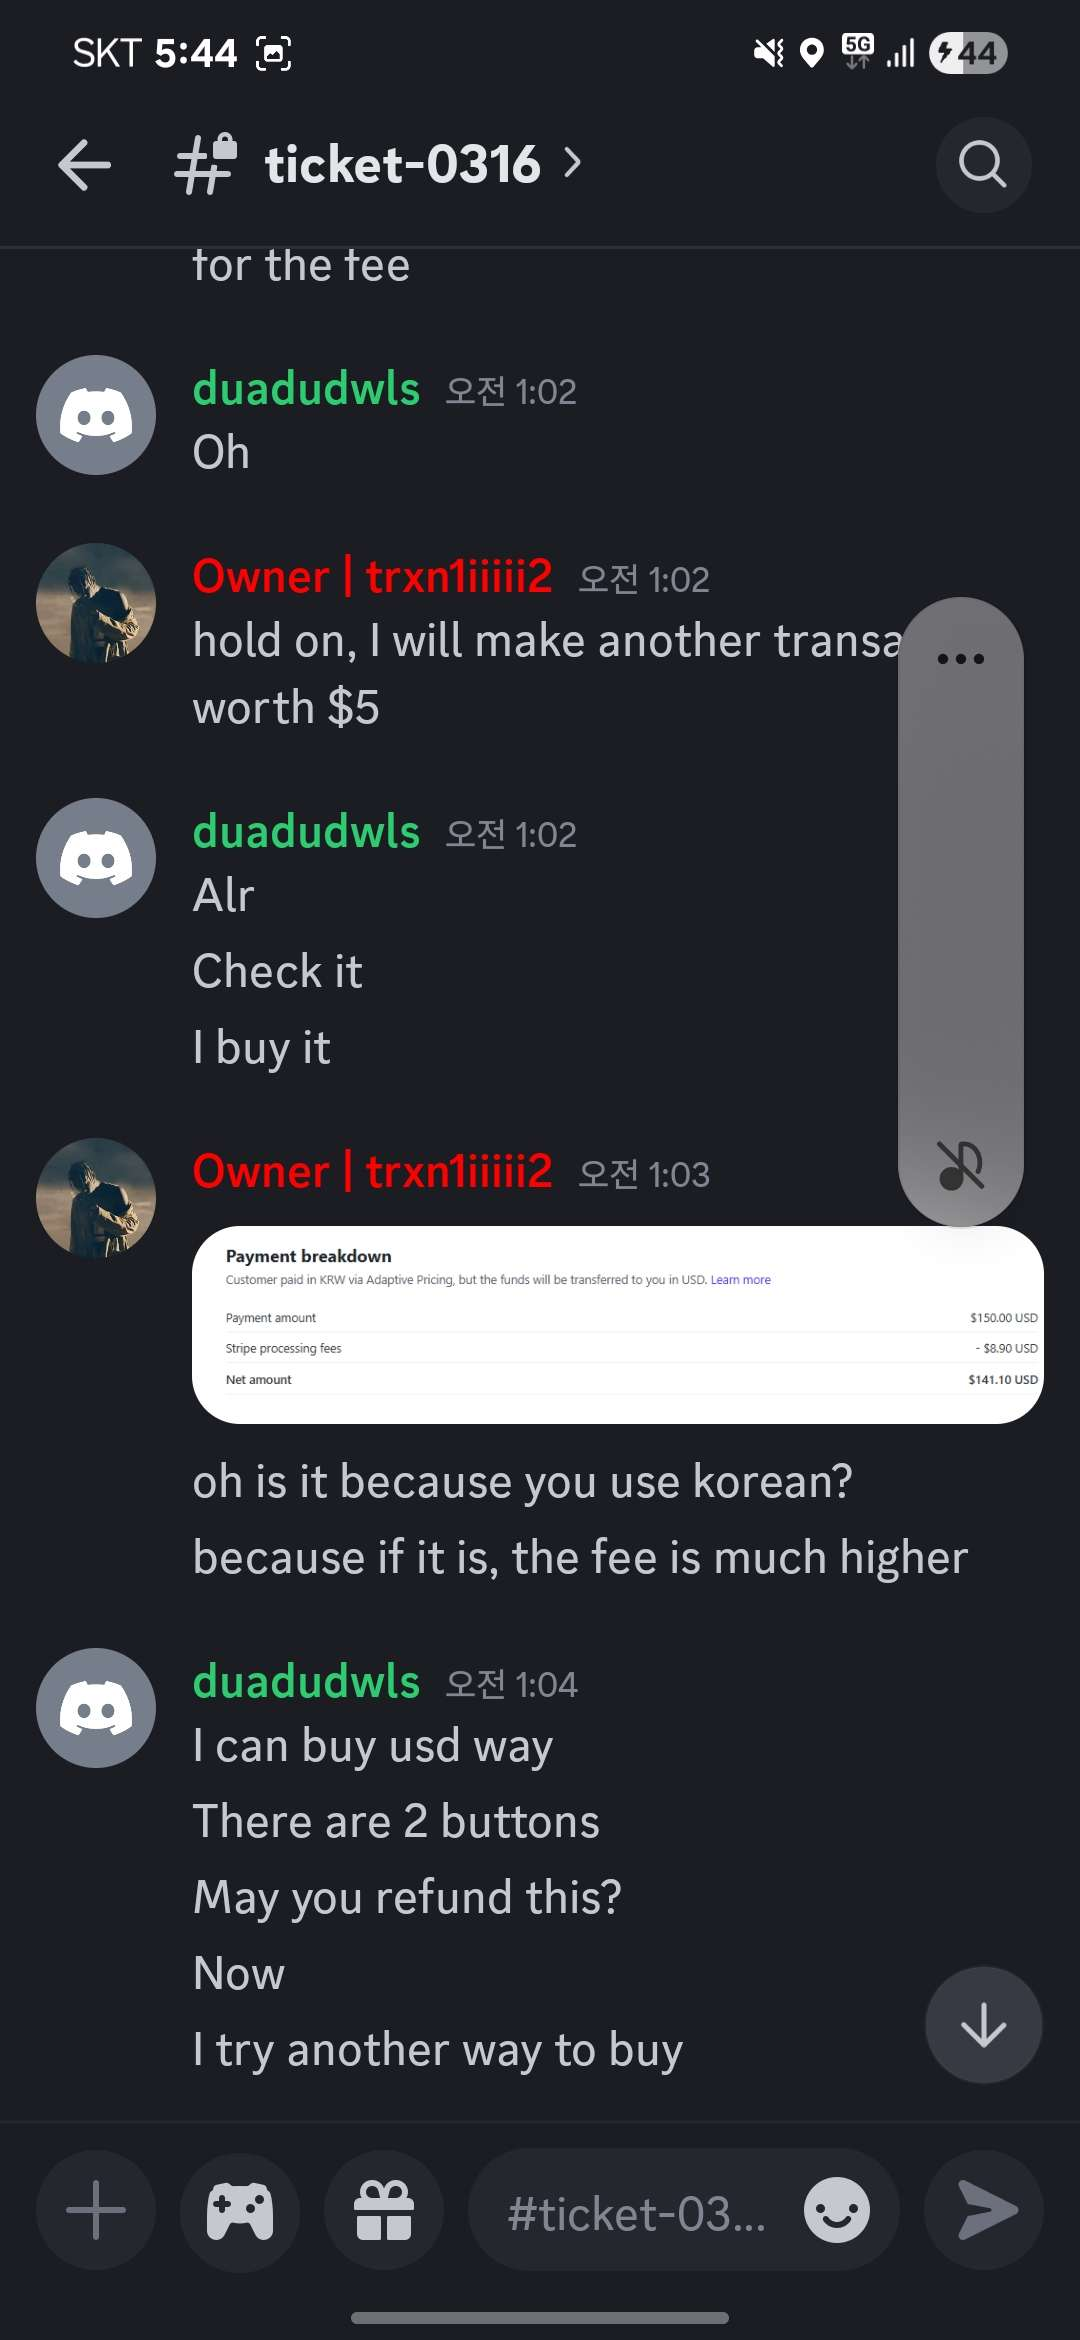 SKT 5:44
5G
44
ticket-0316
for the fee
duadudwls 오전 1:02
Oh
Owner | trxn1iiiii2 오전 1:02
hold on, I will make another transa
worth $5
duadudwls 오전 1:02
Alr
Check it
I buy it
Owner | trxn1iiiii2 오전 1:03
Payment breakdown
Customer paid in KRW via Adaptive Pricing, but the funds will be transferred to you in USD. Learn more
Payment amount $150.00 USD
Stripe processing fees - $8.90 USD
Net amount $141.10 USD
oh is it because you use korean?
because if it is, the fee is much higher
duadudwls 오전 1:04
I can buy usd way
There are 2 buttons
May you refund this?
Now
I try another way to buy
#ticket-03...